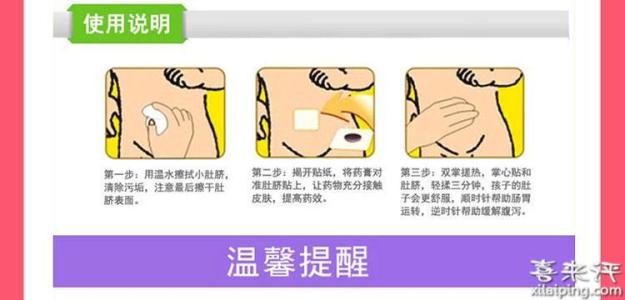 使用说明
第一步：用温水擦拭小肚脐，
清除污垢，注意最后擦干肚
脐表面。
第二步：揭开贴纸，将药膏对
准肚脐贴上，让药物充分接触
皮肤，提高药效。
第三步：双掌搓热，掌心贴和
肚脐，轻揉三分钟，孩子的肚
子会更舒服，顺时针帮助肠胃
运转，逆时针帮助缓解腹泻。
温馨提醒
喜来评
xilaiping.com